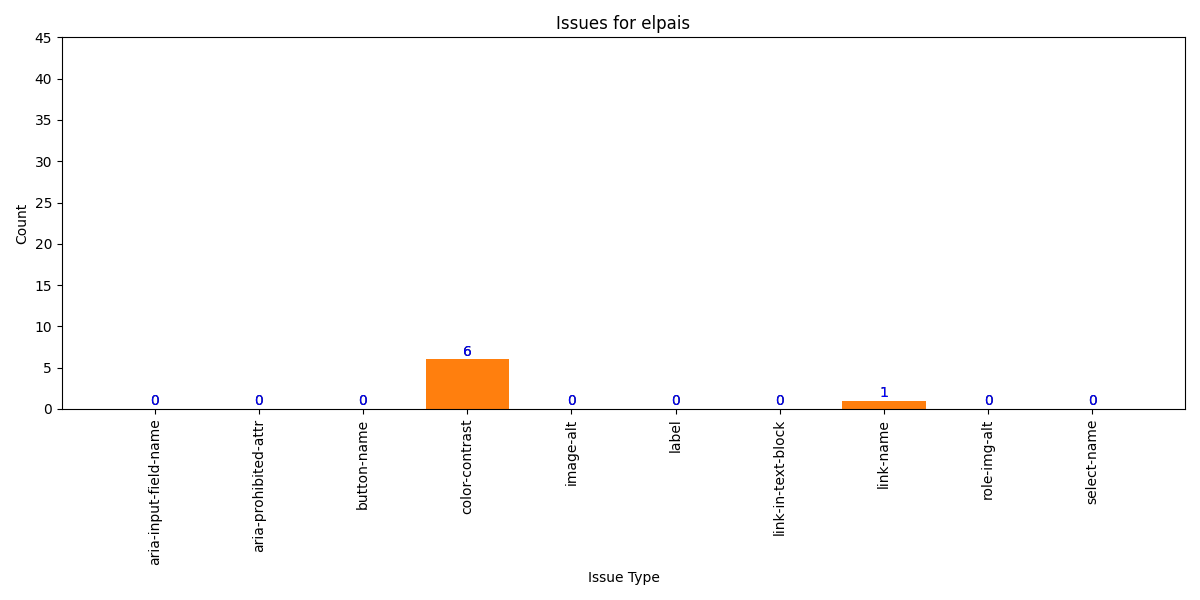 Issues for elpais
45
40
35
30
25
20
15
10
5
0
Count
0 0 0 6 0 0 0 1 0 0
aria-input-field-name
aria-prohibited-attr
button-name
color-contrast
image-alt
label
link-in-text-block
link-name
role-img-alt
select-name
Issue Type